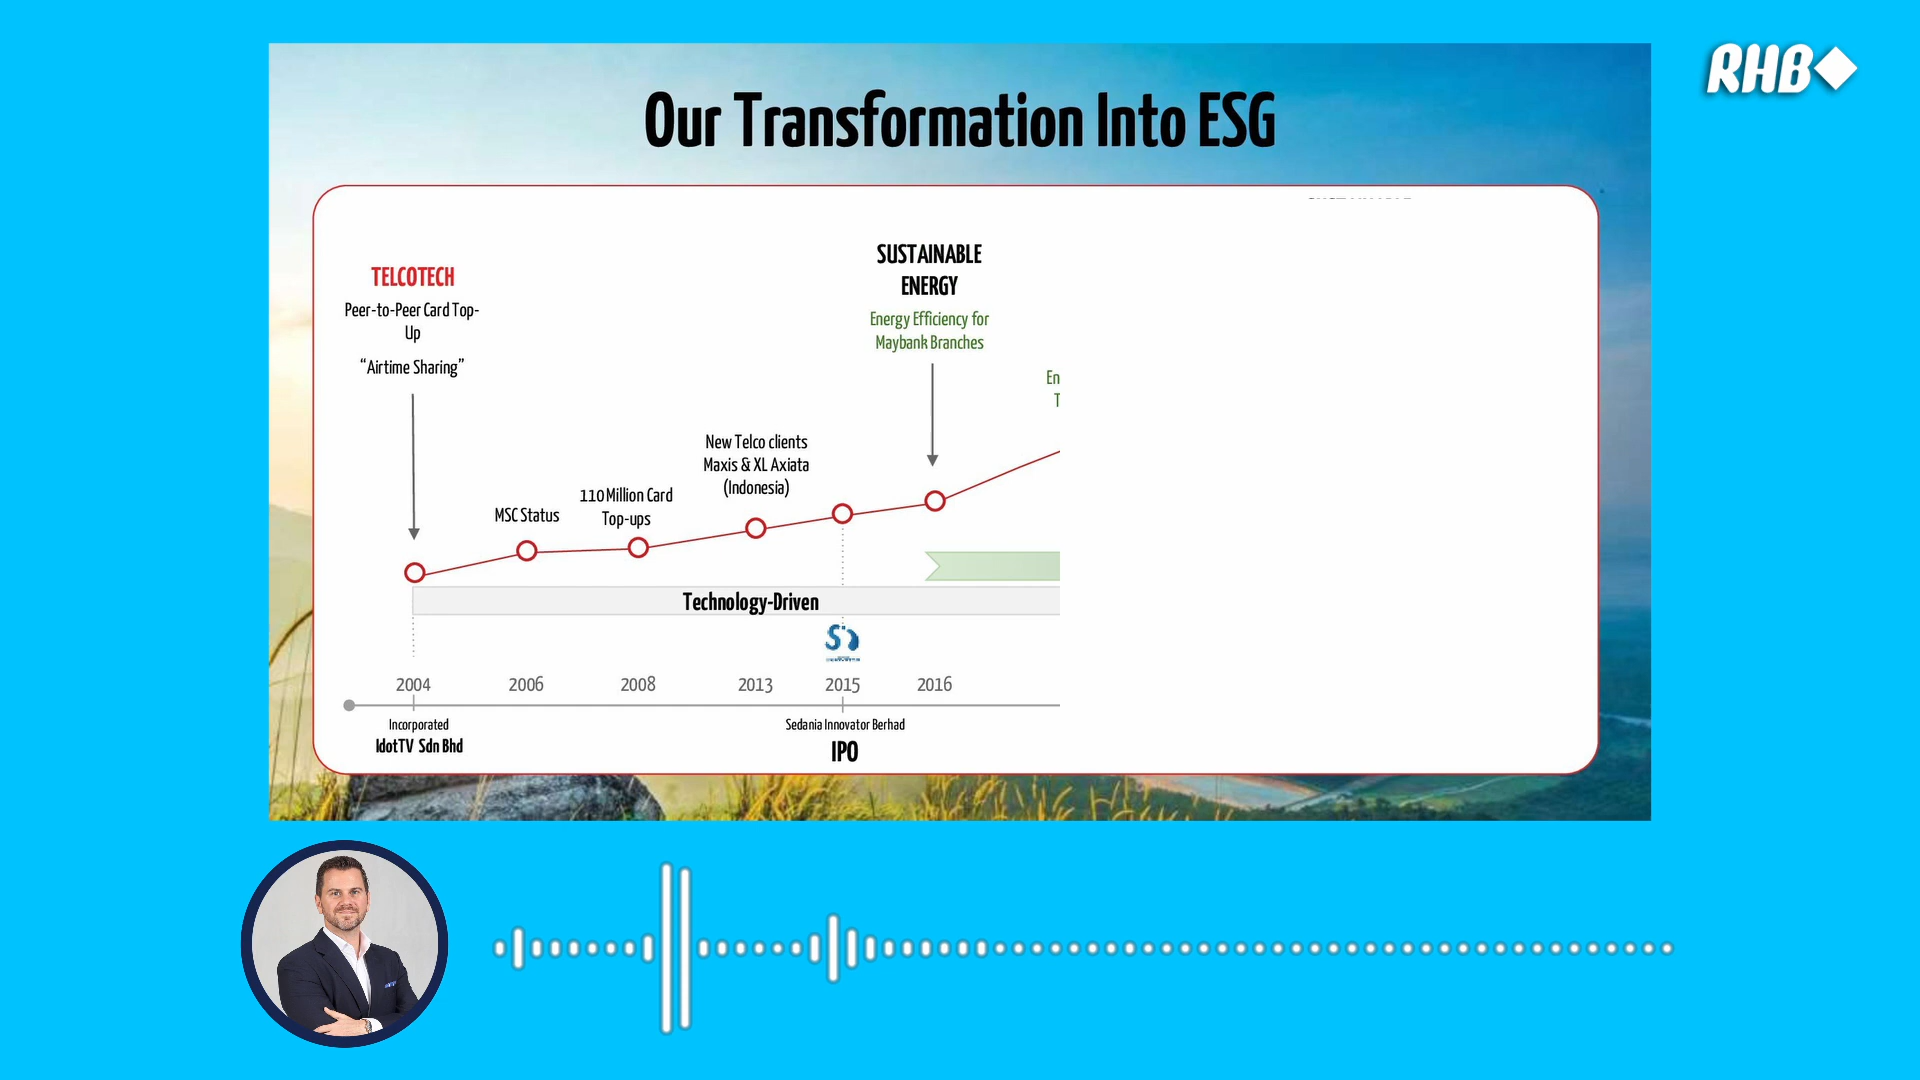 RHB
Our Transformation Into ESG
TELCOTECH
Peer-to-Peer Card Top-
Up
“Airtime Sharing”
SUSTAINABLE
ENERGY
Energy Efficiency for
Maybank Branches
En
T
New Telco clients
Maxis & XL Axiata
(Indonesia)
110 Million Card
Top-ups
MSC Status
Technology-Driven
2004
2006
2008
2013
2015
2016
Incorporated
IdotTV Sdn Bhd
Sedania Innovator Berhad
IPO